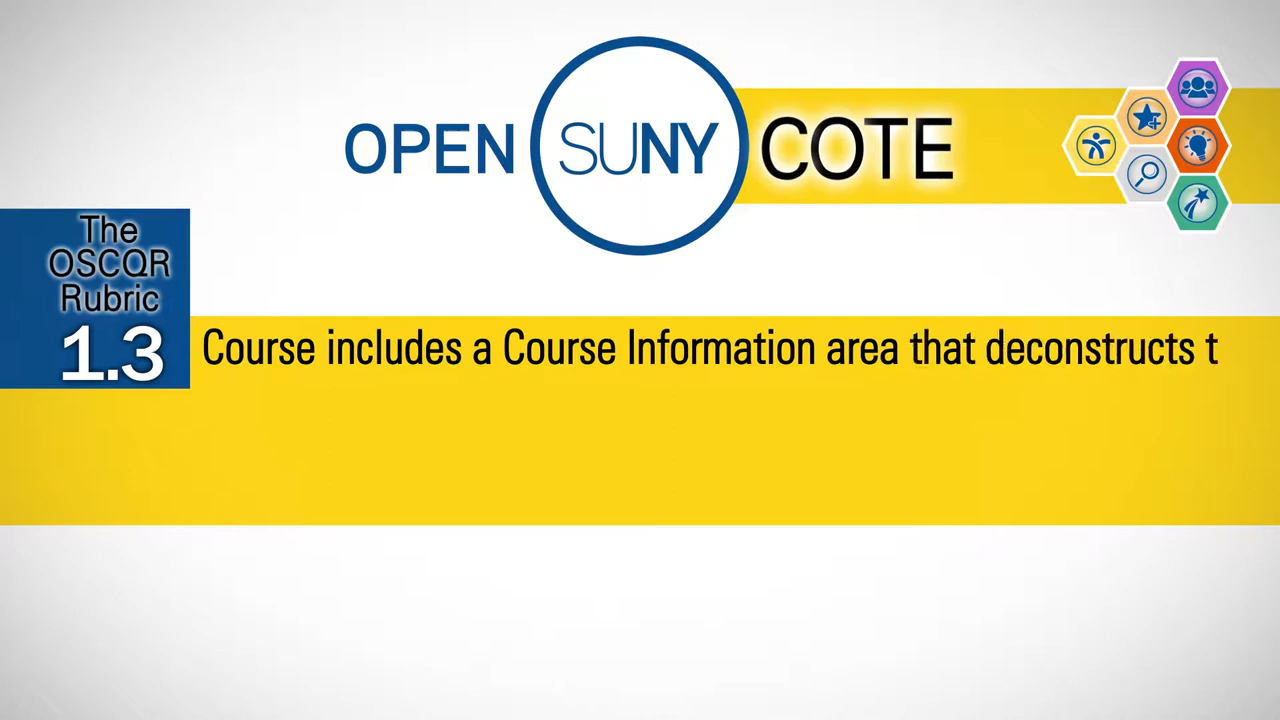 OPEN SUNY COTE
The
OSCQR
Rubric
1.3
Course includes a Course Information area that deconstructs t